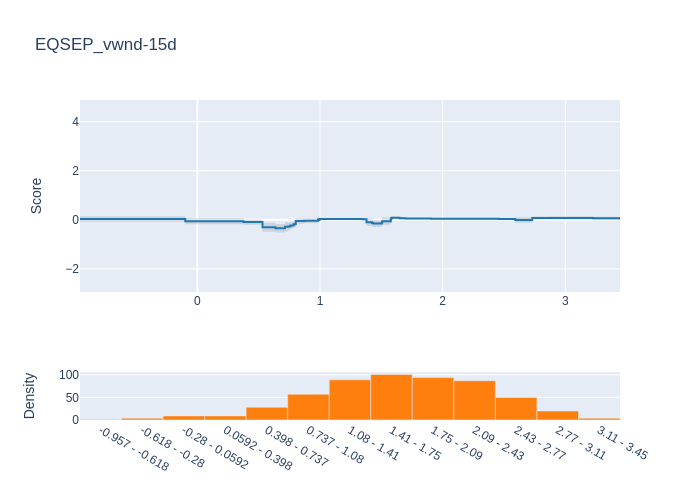 EQSEP_vwnd-15d
Score
4
2
0
−2
0
1
2
3
Density
100
50
0
-0.957 - -0.618
-0.618 - -0.28
-0.28 - 0.0592
0.0592 - 0.398
0.398 - 0.737
0.737 - 1.08
1.08 - 1.41
1.41 - 1.75
1.75 - 2.09
2.09 - 2.43
2.43 - 2.77
2.77 - 3.11
3.11 - 3.45